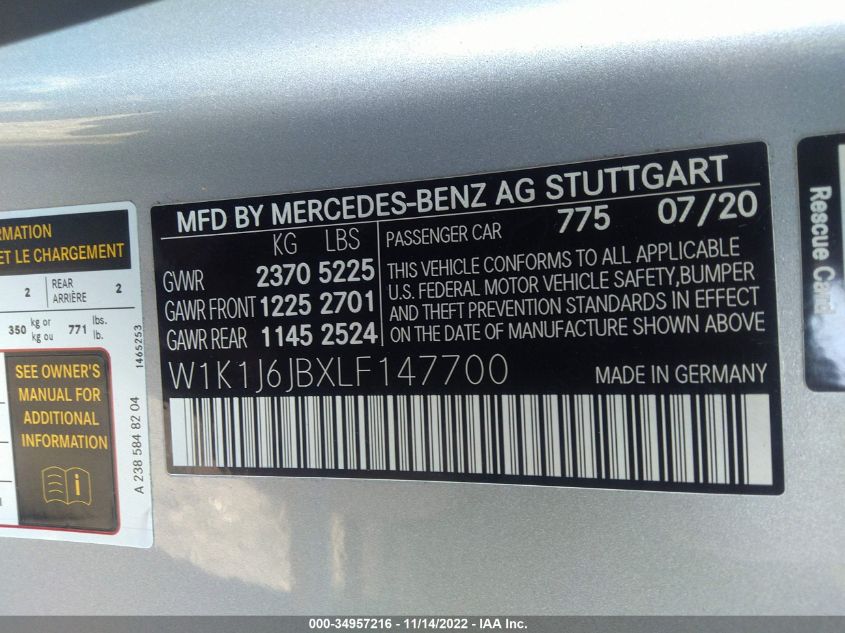 MFD BY MERCEDES-BENZ AG STUTTGART
KG LBS
GVWR 2370 5225
GAWR FRONT 1225 2701
GAWR REAR 1145 2524
PASSENGER CAR 775 07/20
THIS VEHICLE CONFORMS TO ALL APPLICABLE
U.S. FEDERAL MOTOR VEHICLE SAFETY,BUMPER
AND THEFT PREVENTION STANDARDS IN EFFECT
ON THE DATE OF MANUFACTURE SHOWN ABOVE
W1K1J6JBXLF147700 MADE IN GERMANY
ET LE CHARGEMENT
2 REAR 2
ARRIÈRE
350 kg or 771 lbs.
kg ou lb.
SEE OWNER'S
MANUAL FOR
ADDITIONAL
INFORMATION
i
1465253
A 238 584 82 04
Rescue Card
000-34957216 - 11/14/2022 - IAA Inc.